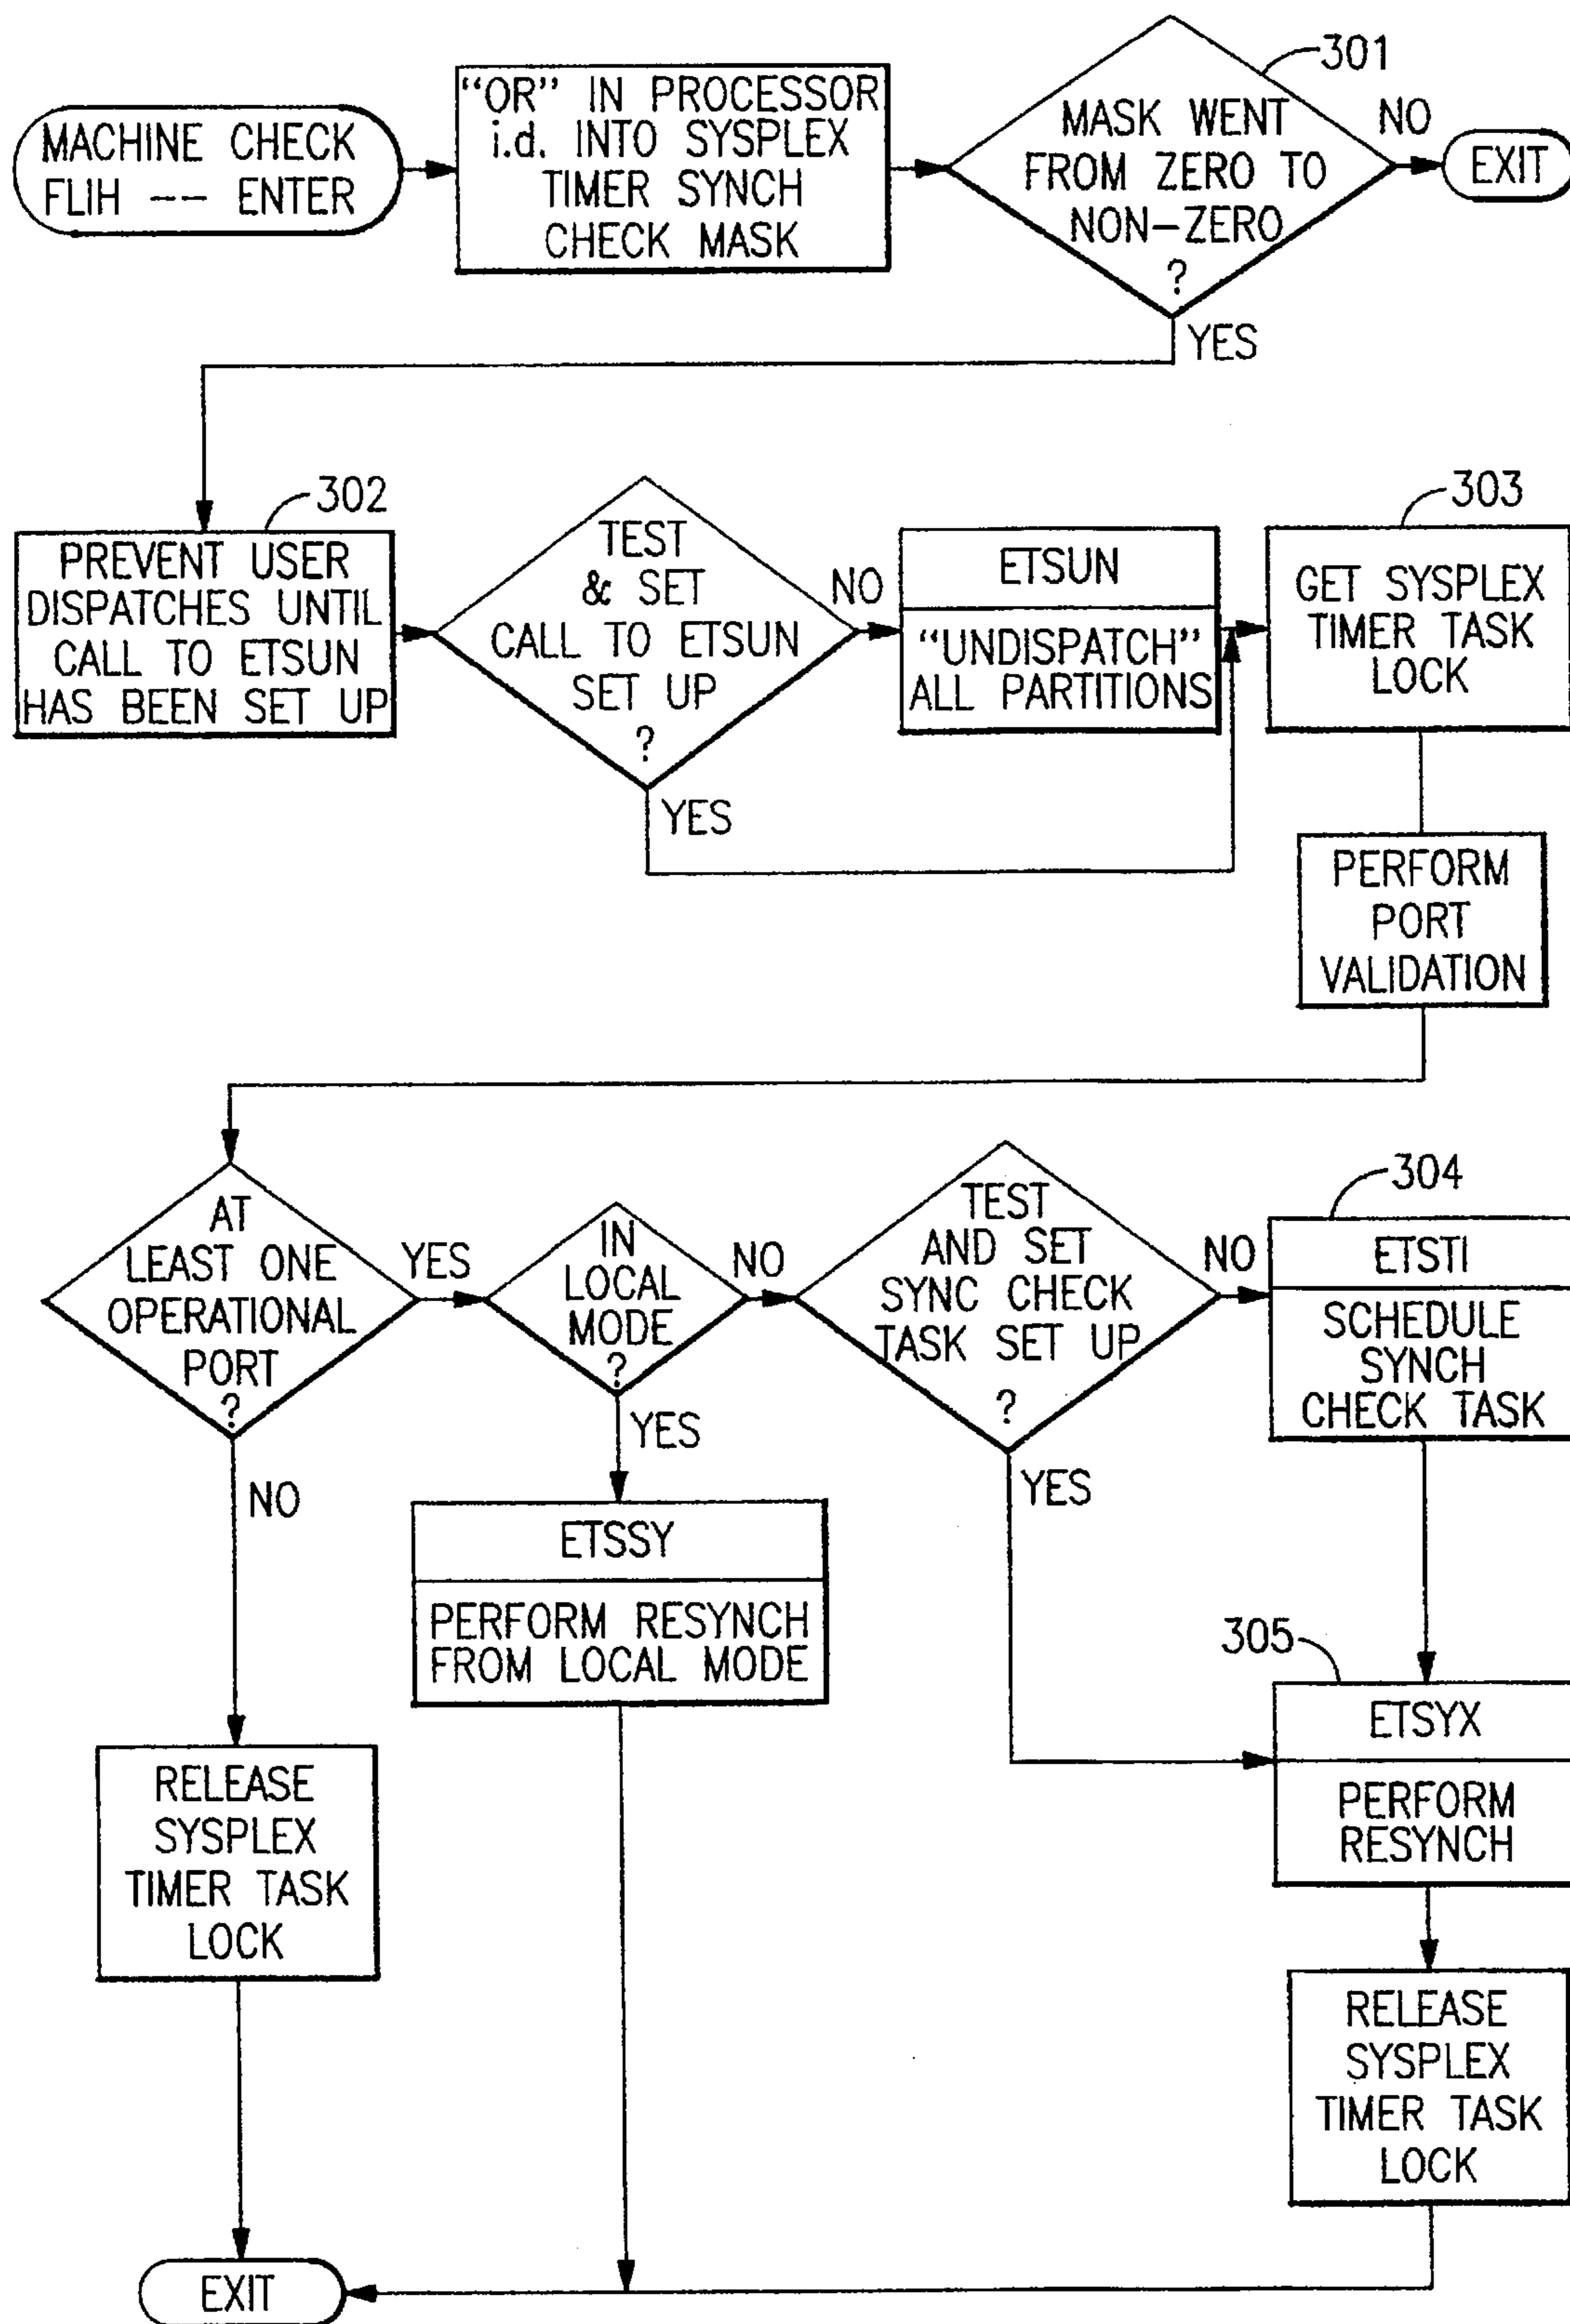 MACHINE CHECK
FLIH -- ENTER
"OR" IN PROCESSOR
i.d. INTO SYSPLEX
TIMER SYNCH
CHECK MASK
301
MASK WENT
FROM ZERO TO
NON-ZERO
?
NO
EXIT
YES
302
PREVENT USER
DISPATCHES UNTIL
CALL TO ETSUN
HAS BEEN SET UP
TEST
& SET
CALL TO ETSUN
SET UP
?
NO
YES
ETSUN
"UNDISPATCH"
ALL PARTITIONS
303
GET SYSPLEX
TIMER TASK
LOCK
PERFORM
PORT
VALIDATION
AT
LEAST ONE
OPERATIONAL
PORT
?
YES
NO
IN
LOCAL
MODE
?
NO
YES
TEST
AND SET
SYNC CHECK
TASK SET UP
?
NO
YES
304
ETSTI
SCHEDULE
SYNCH
CHECK TASK
ETSSY
PERFORM RESYNCH
FROM LOCAL MODE
305
ETSYX
PERFORM
RESYNCH
RELEASE
SYSPLEX
TIMER TASK
LOCK
RELEASE
SYSPLEX
TIMER TASK
LOCK
EXIT